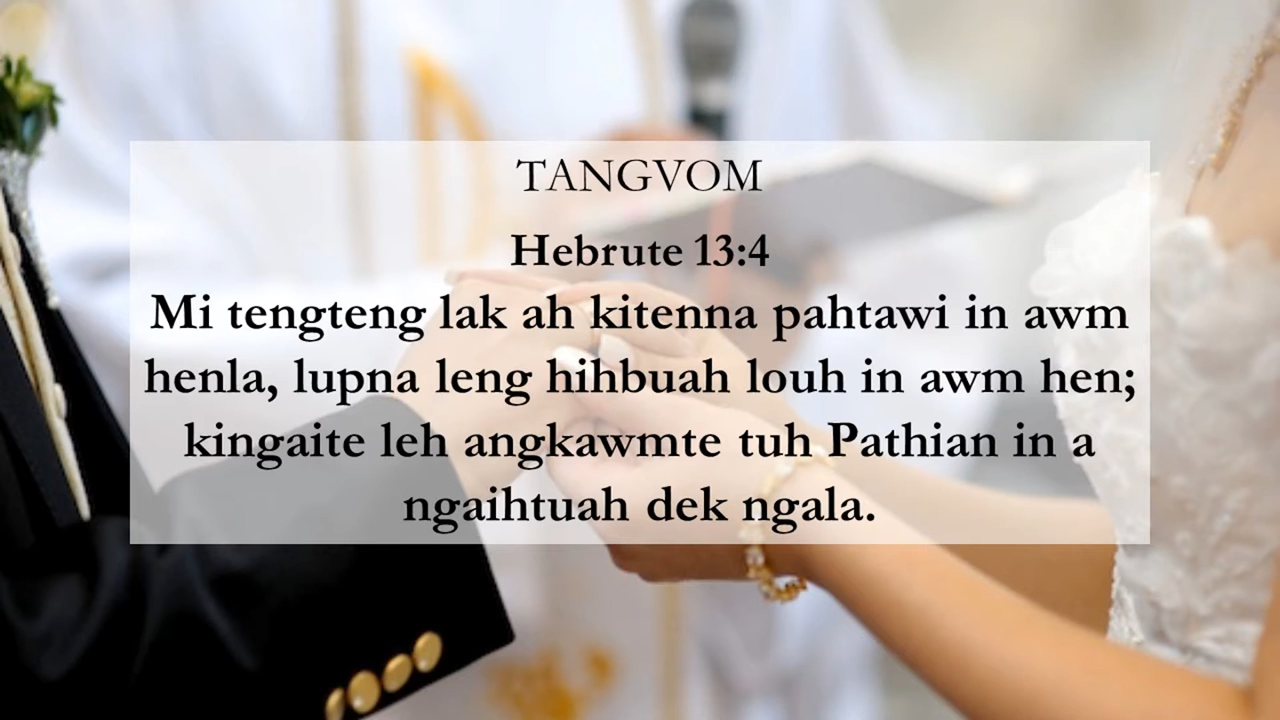 TANGVOM
Hebrute 13:4
Mi tengteng lak ah kitenna pahtawi in awm
henla, lupna leng hihbuah louh in awm hen;
kingaite leh angkawmte tuh Pathian in a
ngaihtuah dek ngala.